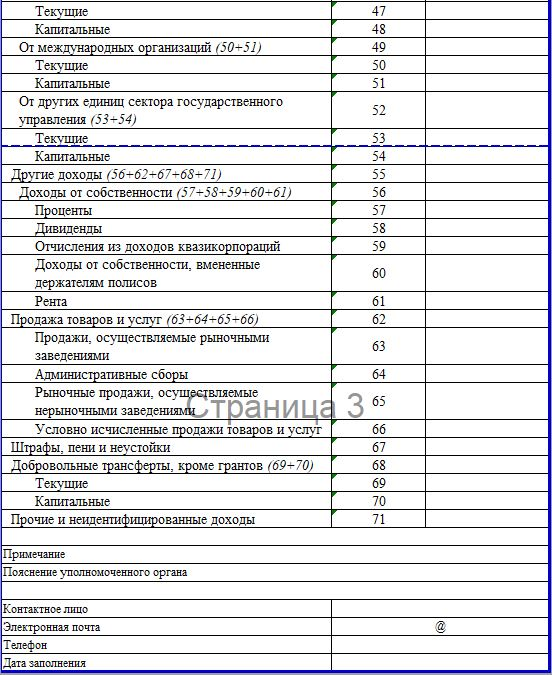 Текущие 47
Капитальные 48
От международных организаций (50+51) 49
Текущие 50
Капитальные 51
От других единиц сектора государственного
управления (53+54) 52
Текущие 53
Капитальные 54
Другие доходы (56+62+67+68+71) 55
Доходы от собственности (57+58+59+60+61) 56
Проценты 57
Дивиденды 58
Отчисления из доходов квазикорпораций 59
Доходы от собственности, вмененные
держателям полисов 60
Рента 61
Продажа товаров и услуг (63+64+65+66) 62
Продажи, осуществляемые рыночными
заведениями 63
Административные сборы 64
Рыночные продажи, осуществляемые
нерыночными заведениями 65
Страница 3
Условно исчисленные продажи товаров и услуг 66
Штрафы, пени и неустойки 67
Добровольные трансферты, кроме грантов (69+70) 68
Текущие 69
Капитальные 70
Прочие и неидентифицированные доходы 71
Примечание
Пояснение уполномоченного органа
Контактное лицо
Электронная почта @
Телефон
Дата заполнения